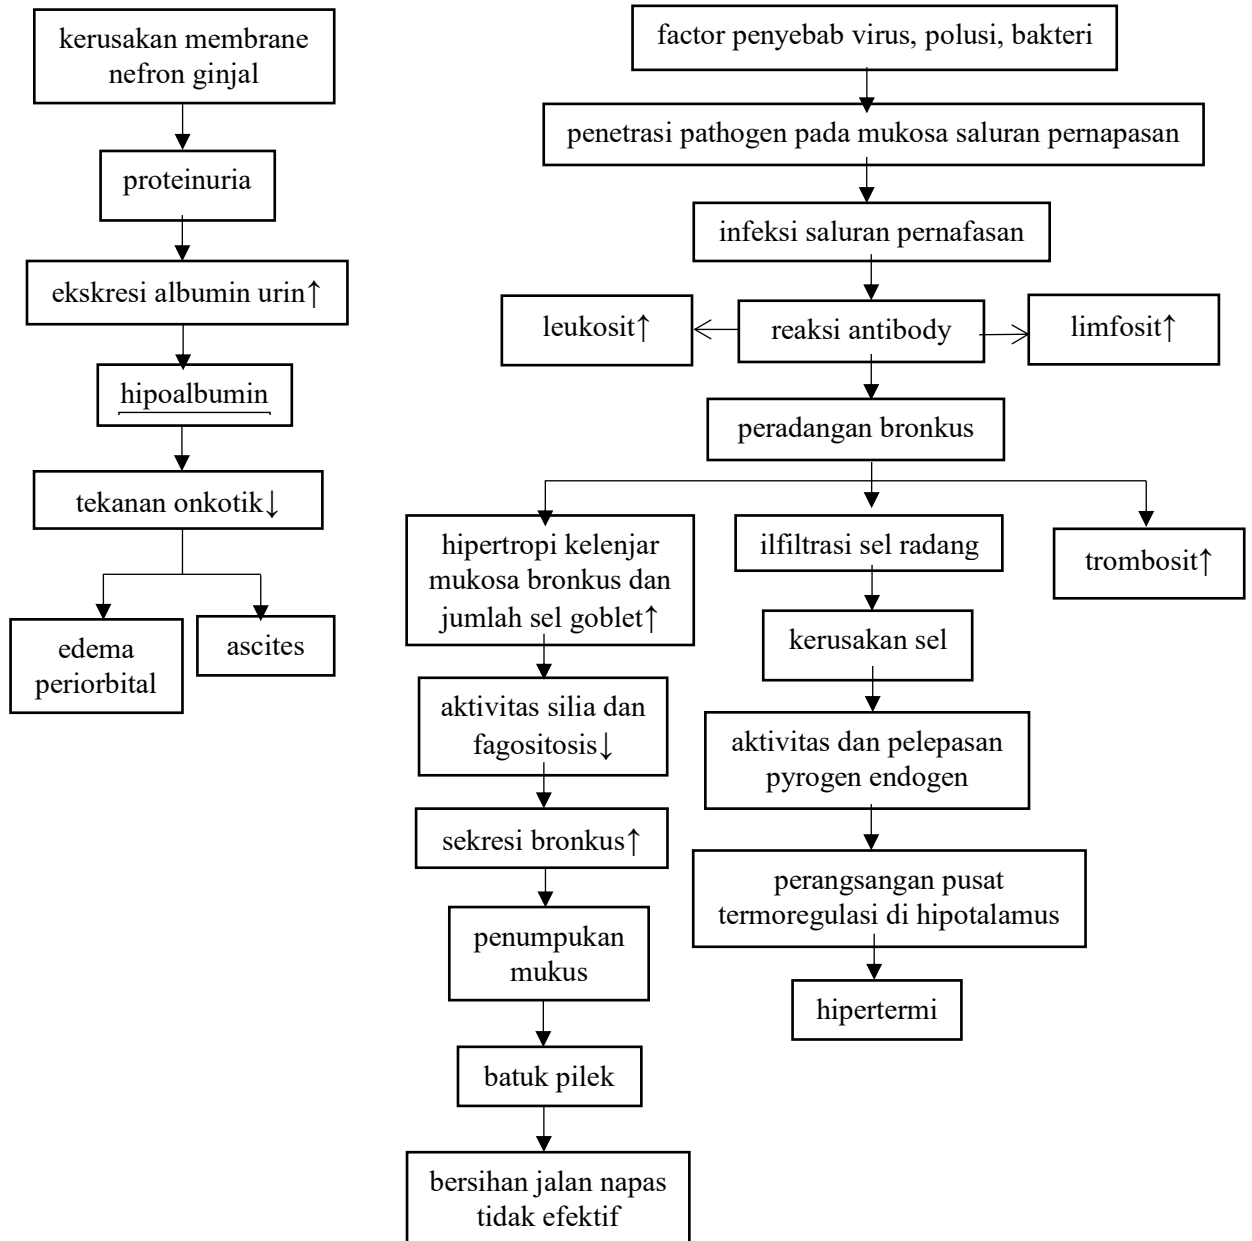 kerusakan membrane
nefron ginjal
proteinuria
ekskresi albumin urin↑
hipoalbumin
tekanan onkotik↓
edema
periorbital
ascites
factor penyebab virus, polusi, bakteri
penetrasi pathogen pada mukosa saluran pernapasan
infeksi saluran pernafasan
leukosit↑
reaksi antibody
limfosit↑
peradangan bronkus
hipertropi kelenjar
mukosa bronkus dan
jumlah sel goblet↑
aktivitas silia dan
fagositosis↓
sekresi bronkus↑
penumpukan
mukus
batuk pilek
bersihan jalan napas
tidak efektif
ilfiltrasi sel radang
kerusakan sel
aktivitas dan pelepasan
pyrogen endogen
perangsangan pusat
termoregulasi di hipotalamus
hipertermi
trombosit↑